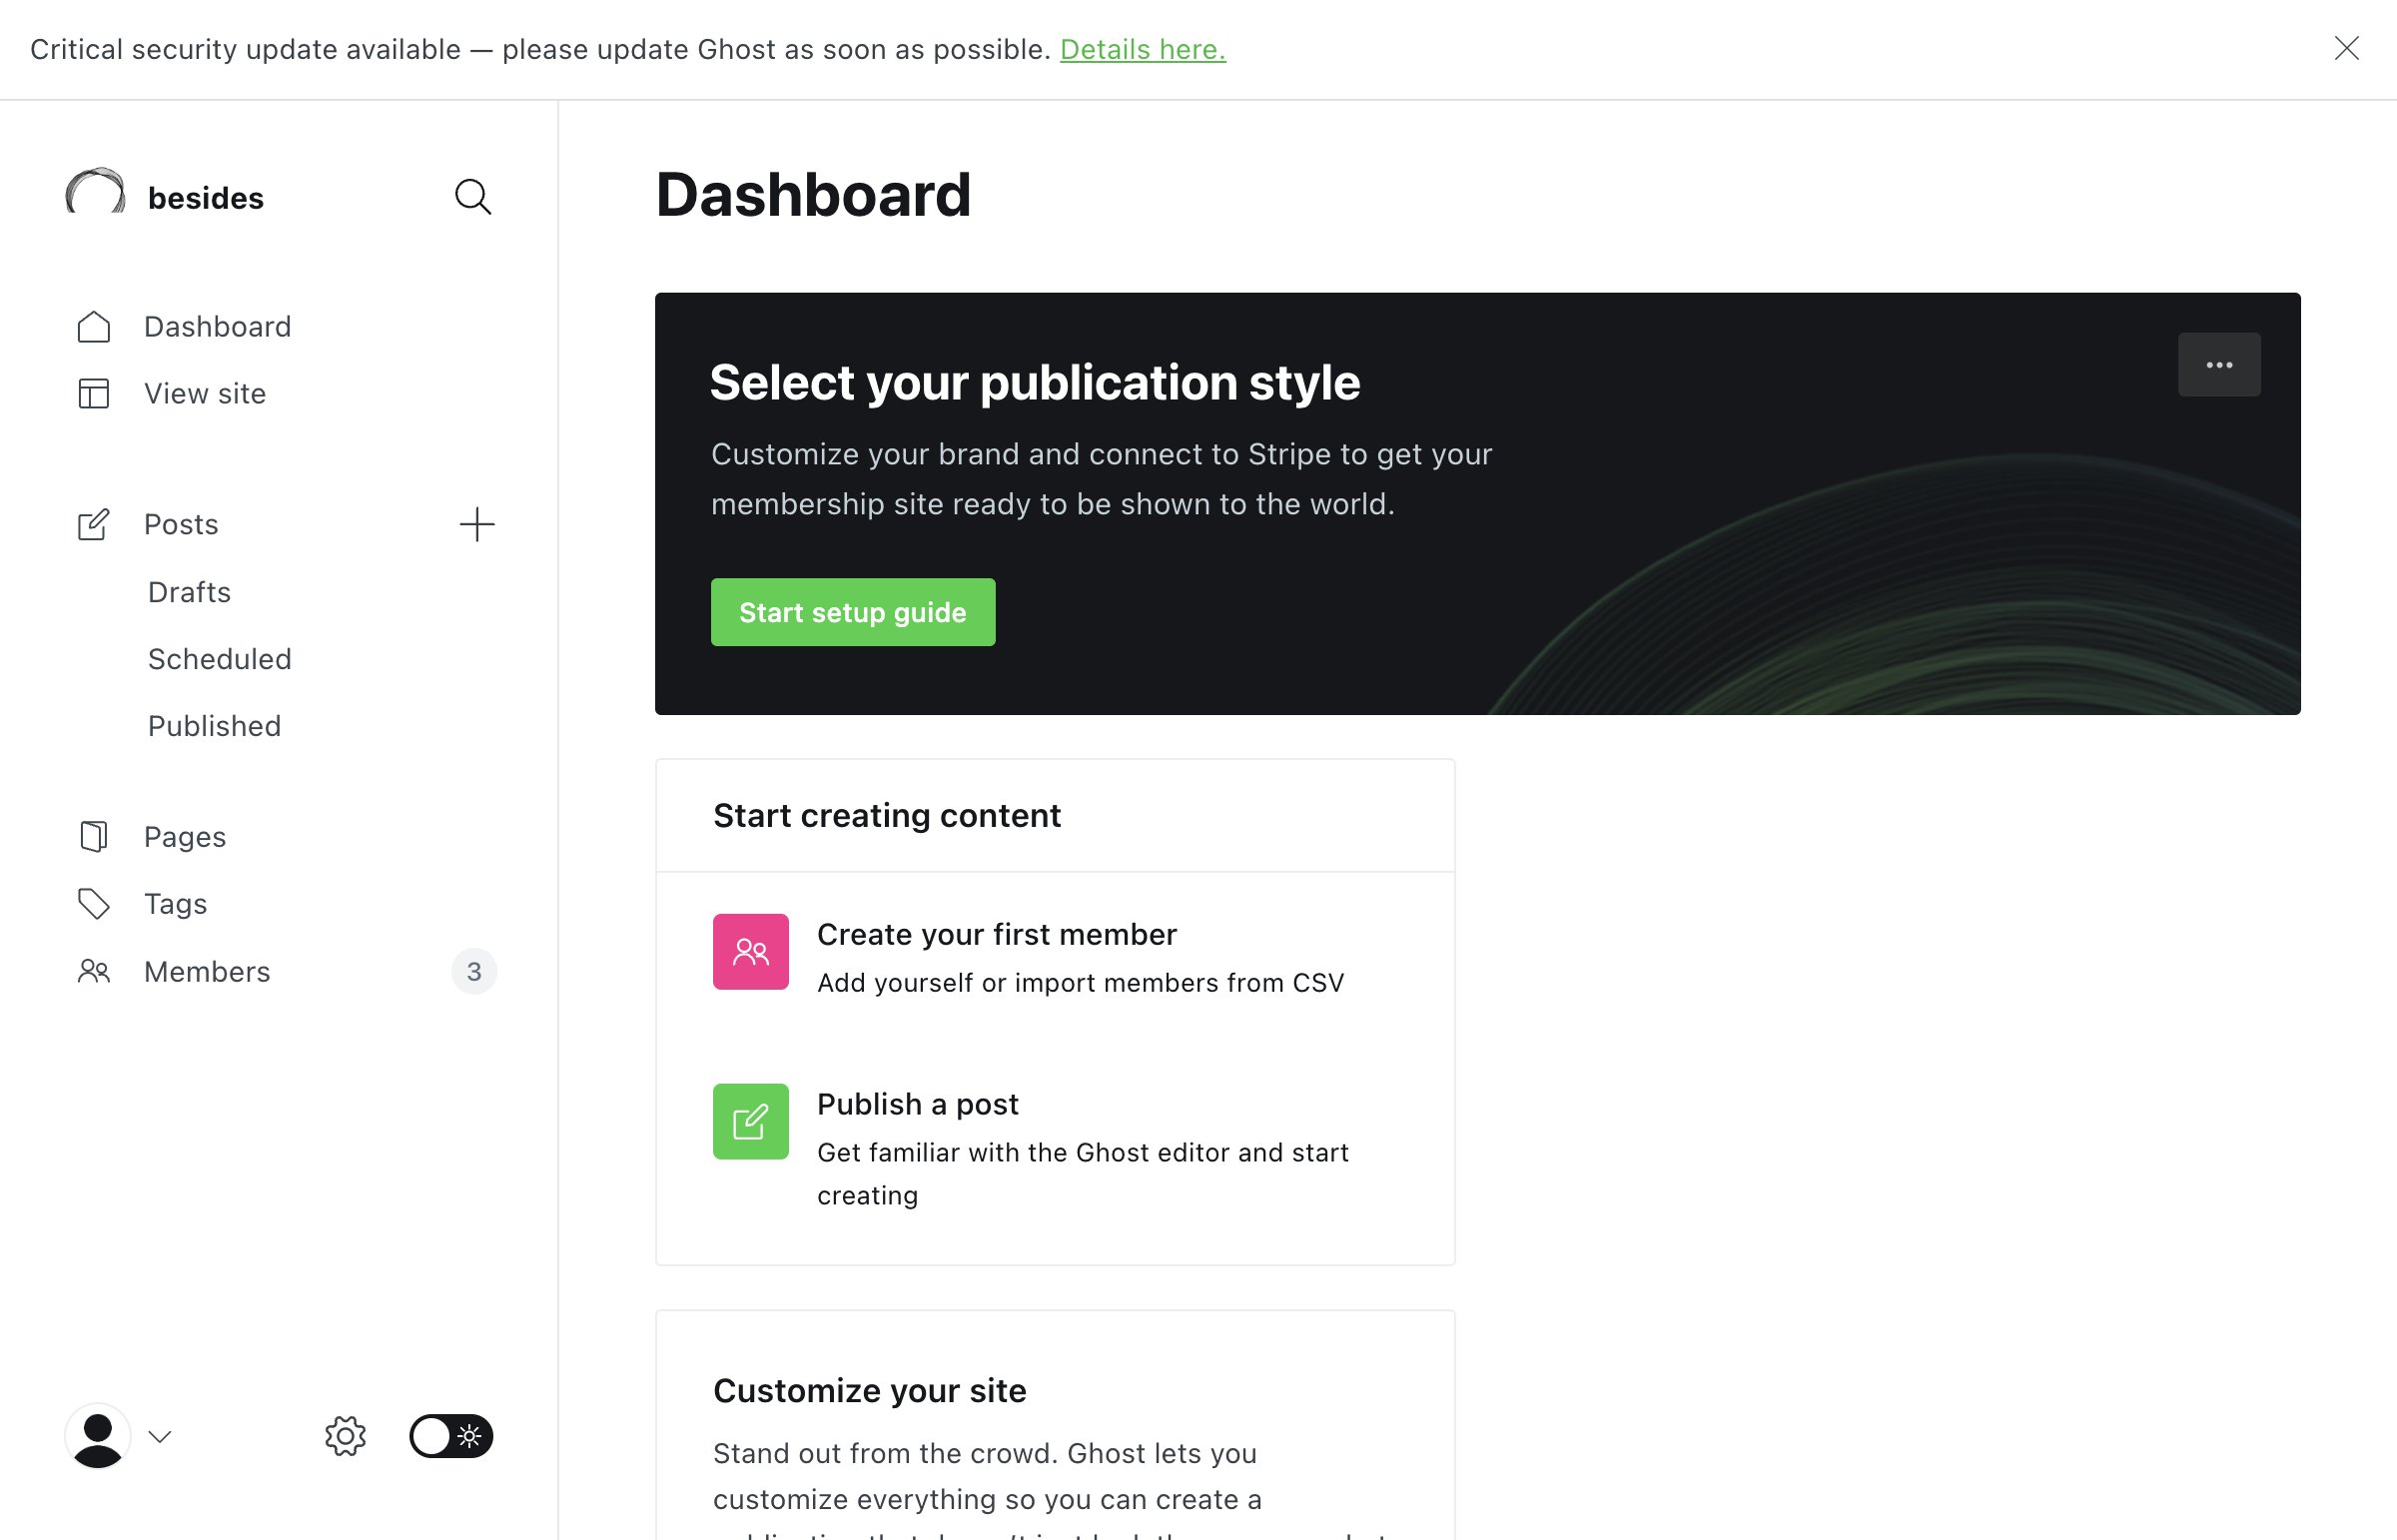 Critical security update available — please update Ghost as soon as possible. Details here.
besides
Dashboard
View site
Posts
Drafts
Scheduled
Published
Pages
Tags
Members
3
Dashboard
Select your publication style
Customize your brand and connect to Stripe to get your
membership site ready to be shown to the world.
Start setup guide
Start creating content
Create your first member
Add yourself or import members from CSV
Publish a post
Get familiar with the Ghost editor and start
creating
Customize your site
Stand out from the crowd. Ghost lets you
customize everything so you can create a